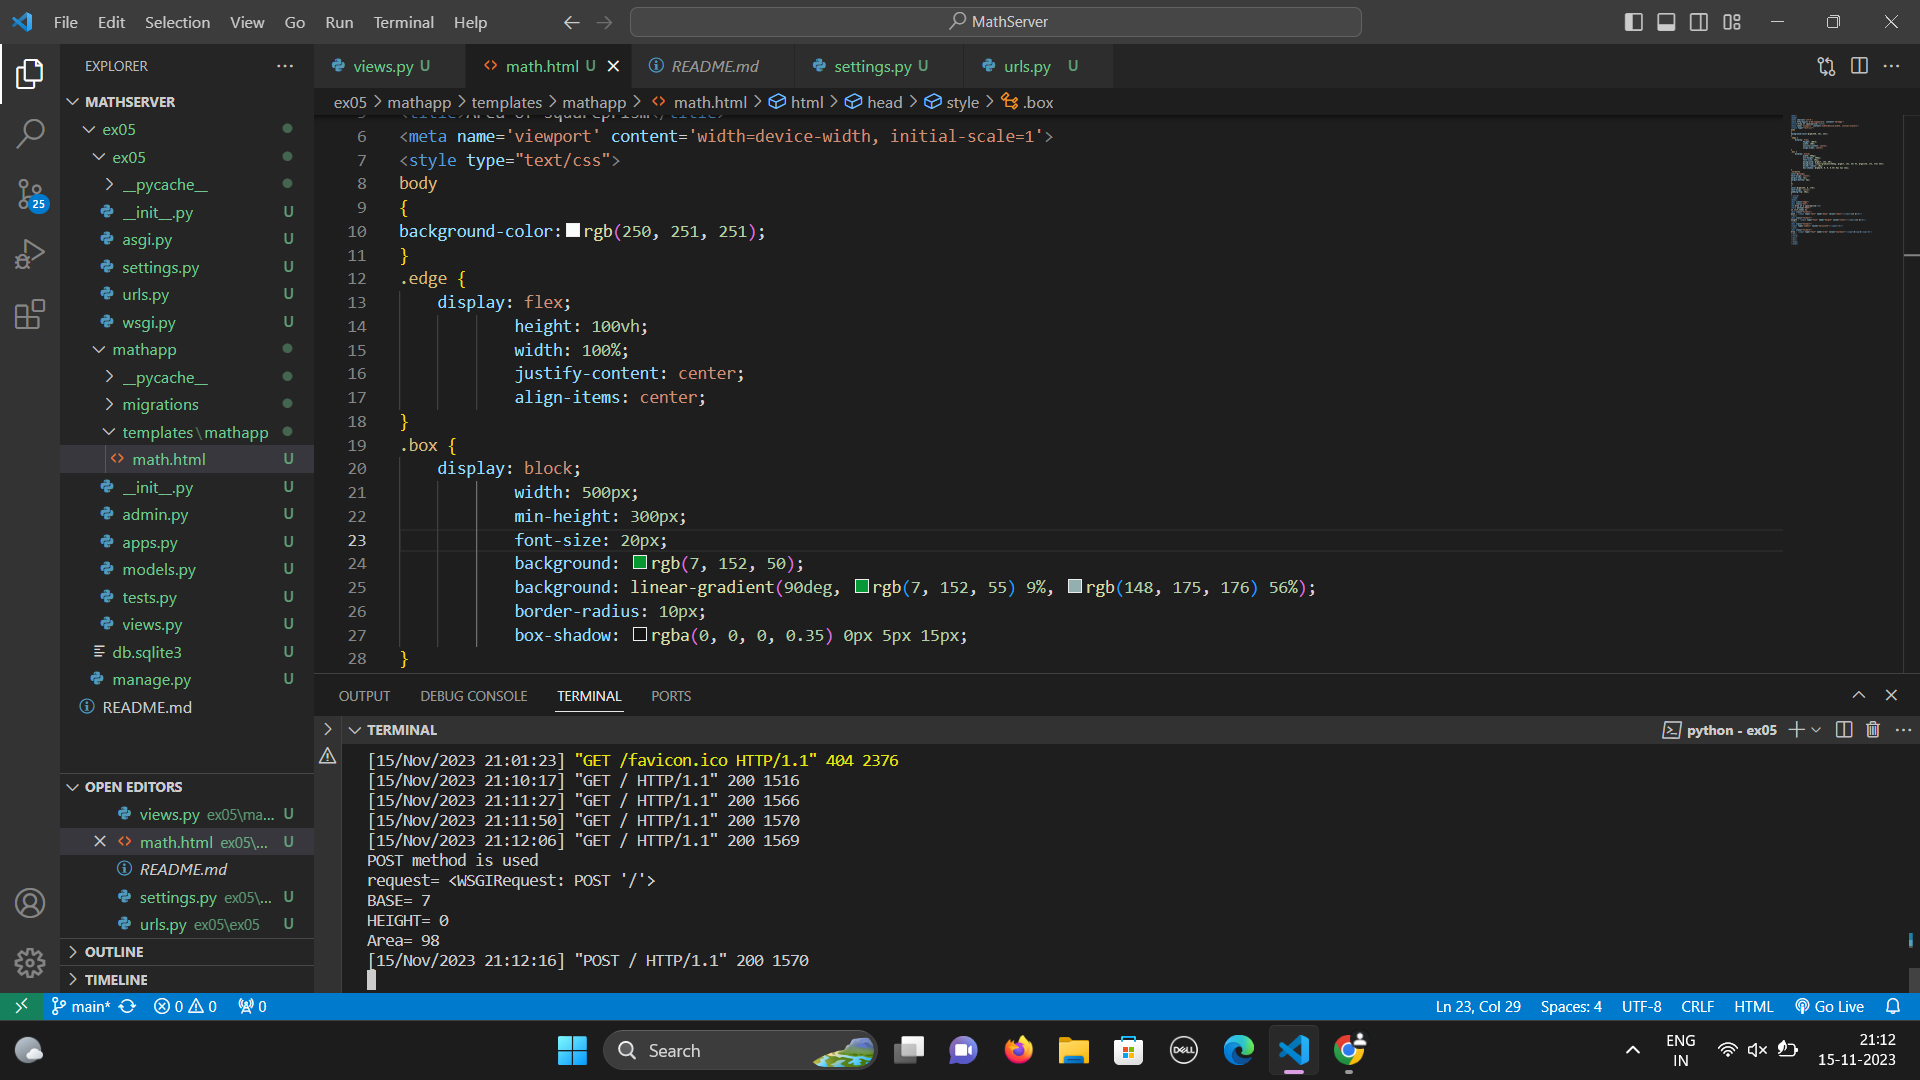 File Edit Selection View Go Run Terminal Help
MathServer
EXPLORER
MATHSERVER
ex05
ex05
__pycache__
__init__.py U
asgi.py U
settings.py U
urls.py U
wsgi.py U
mathapp
__pycache__
migrations
templates\mathapp
math.html U
__init__.py U
admin.py U
apps.py U
models.py U
tests.py U
views.py U
db.sqlite3 U
manage.py U
README.md
25
OPEN EDITORS
views.py ex05\ma... U
math.html ex05\... U
README.md
settings.py ex05\... U
urls.py ex05\ex05 U
OUTLINE
TIMELINE
views.py U
math.html U
README.md
settings.py U
urls.py U
ex05 > mathapp > templates > mathapp > math.html > html > head > style > .box
6 <meta name='viewport' content='width=device-width, initial-scale=1'>
7 <style type="text/css">
8 body
9 {
10 background-color: rgb(250, 251, 251);
11 }
12 .edge {
13 display: flex;
14 height: 100vh;
15 width: 100%;
16 justify-content: center;
17 align-items: center;
18 }
19 .box {
20 display: block;
21 width: 500px;
22 min-height: 300px;
23 font-size: 20px;
24 background: rgb(7, 152, 50);
25 background: linear-gradient(90deg, rgb(7, 152, 55) 9%, rgb(148, 175, 176) 56%);
26 border-radius: 10px;
27 box-shadow: rgba(0, 0, 0, 0.35) 0px 5px 15px;
28 }
OUTPUT DEBUG CONSOLE TERMINAL PORTS
TERMINAL
python - ex05
[15/Nov/2023 21:01:23] "GET /favicon.ico HTTP/1.1" 404 2376
[15/Nov/2023 21:10:17] "GET / HTTP/1.1" 200 1516
[15/Nov/2023 21:11:27] "GET / HTTP/1.1" 200 1566
[15/Nov/2023 21:11:50] "GET / HTTP/1.1" 200 1570
[15/Nov/2023 21:12:06] "GET / HTTP/1.1" 200 1569
POST method is used
request= <WSGIRequest: POST '/'>
BASE= 7
HEIGHT= 0
Area= 98
[15/Nov/2023 21:12:16] "POST / HTTP/1.1" 200 1570
main* 0 0 0
Ln 23, Col 29 Spaces: 4 UTF-8 CRLF HTML Go Live
Search
DELL
ENG
IN
21:12
15-11-2023